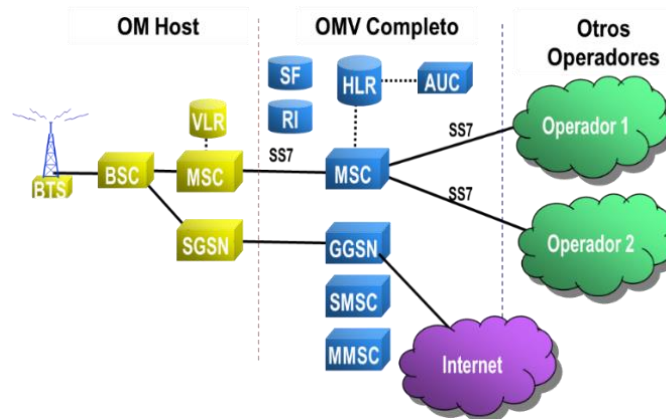 OM Host
OMV Completo
Otros
Operadores
SF
HLR
AUC
RI
VLR
SS7
Operador 1
BTS
BSC
MSC
SS7
MSC
SS7
Operador 2
SGSN
GGSN
SMSC
MMSC
Internet